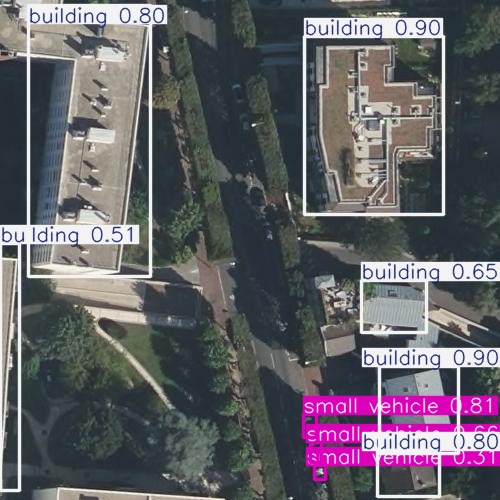 building 0.80
building 0.90
building 0.51
building 0.65
building 0.90
small vehicle 0.81
small vehicle 0.66
building 0.80
small vehicle 0.31